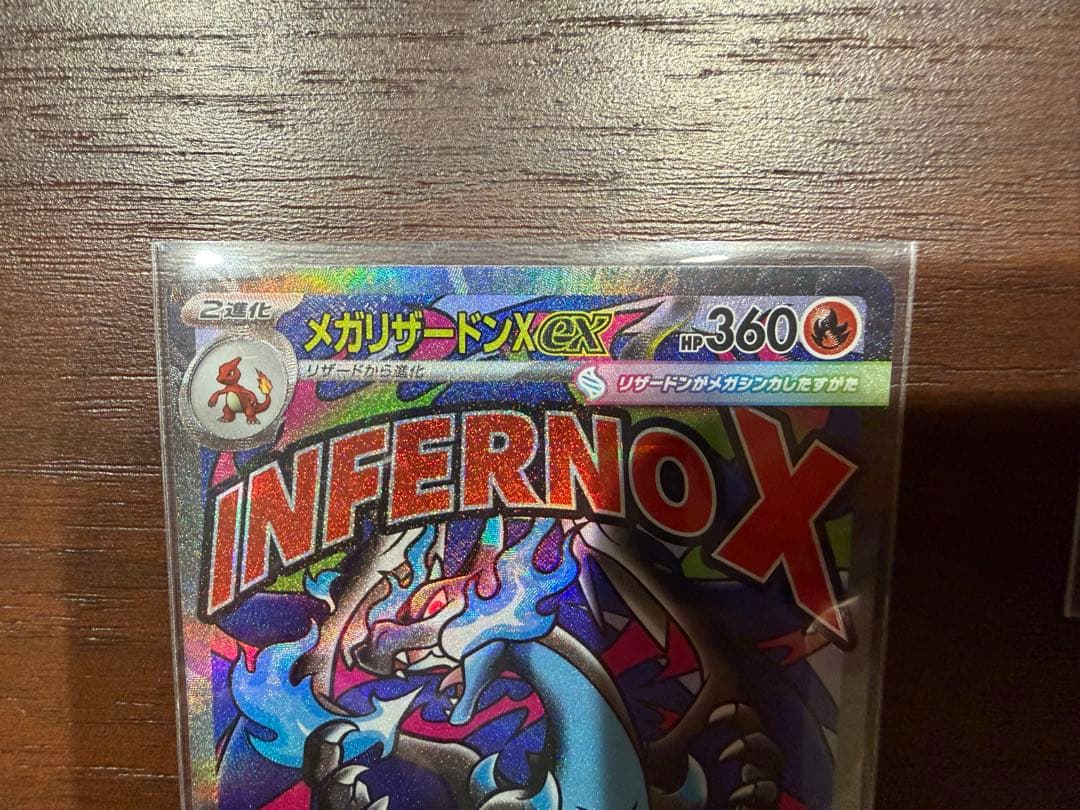 2進化
メガリザードンXex
HP360
リザードから進化
リザードンがメガシンカしたすがた
INFERNO X